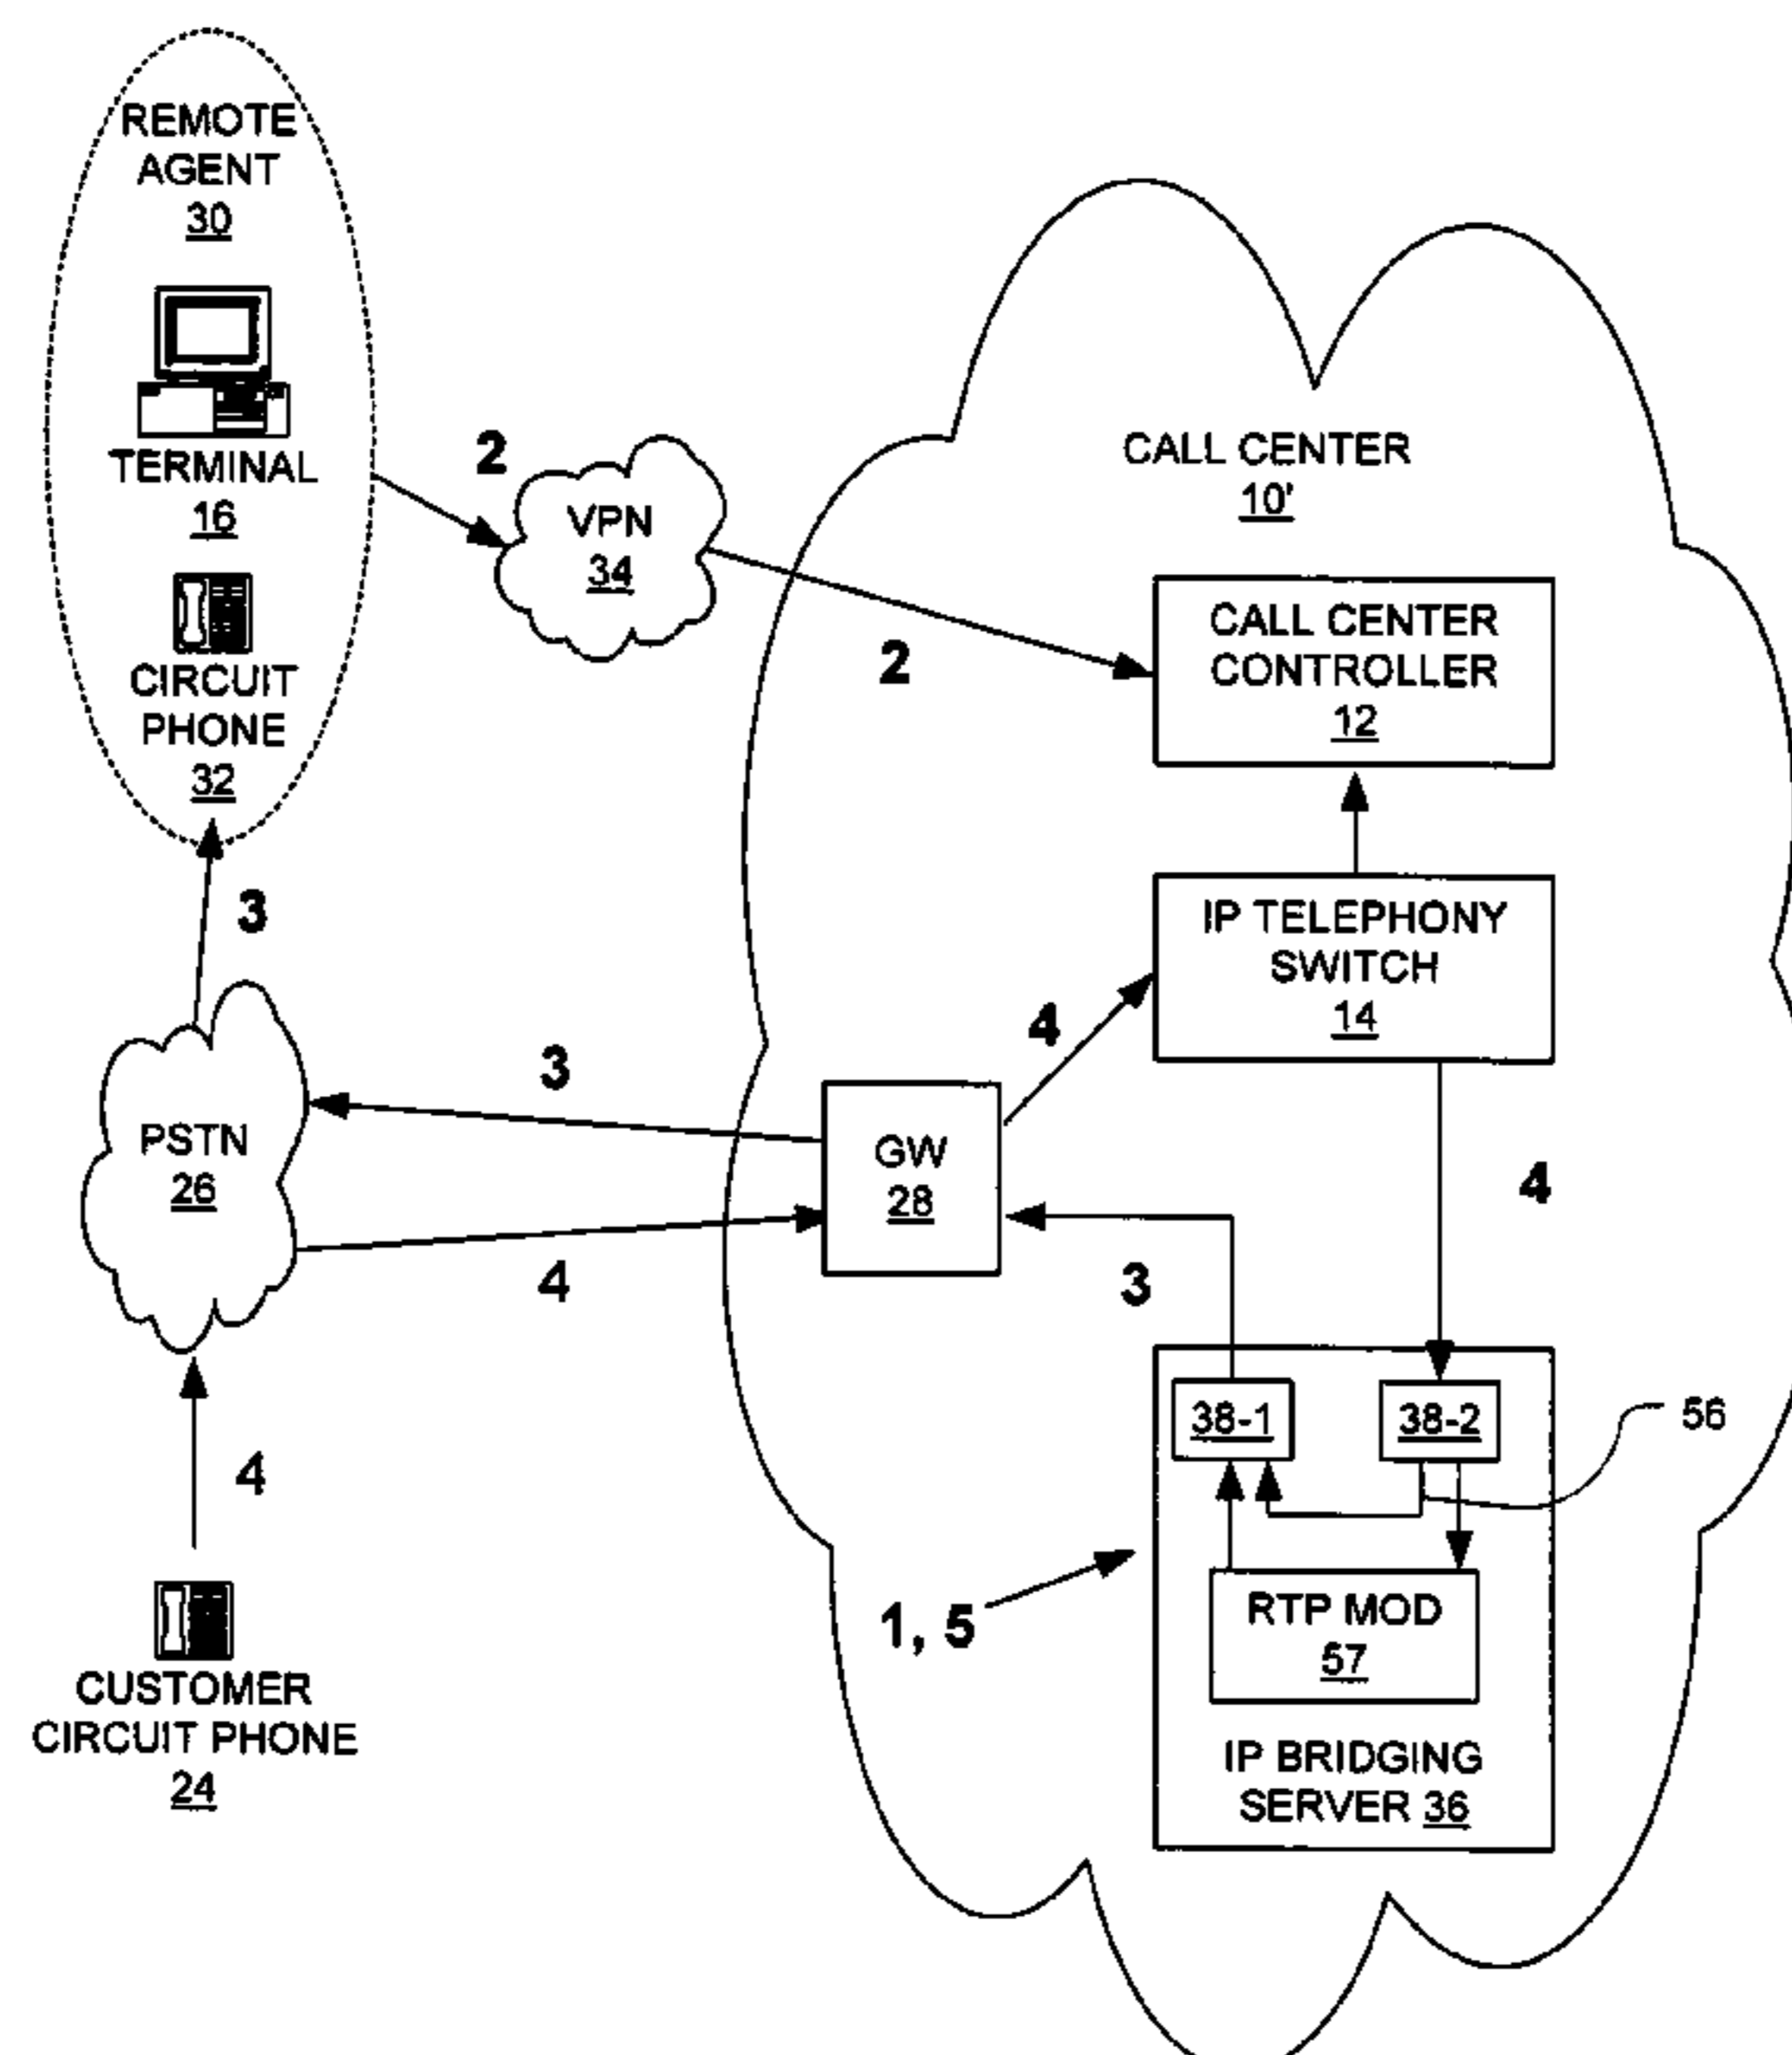 REMOTE
AGENT
30
TERMINAL
16
CIRCUIT
PHONE
32
2
VPN
34
2
CALL CENTER
10'
CALL CENTER
CONTROLLER
12
IP TELEPHONY
SWITCH
14
3
3
4
PSTN
26
GW
28
4
4
3
4
38-1
38-2
56
1, 5
RTP MOD
57
IP BRIDGING
SERVER 36
CUSTOMER
CIRCUIT PHONE
24